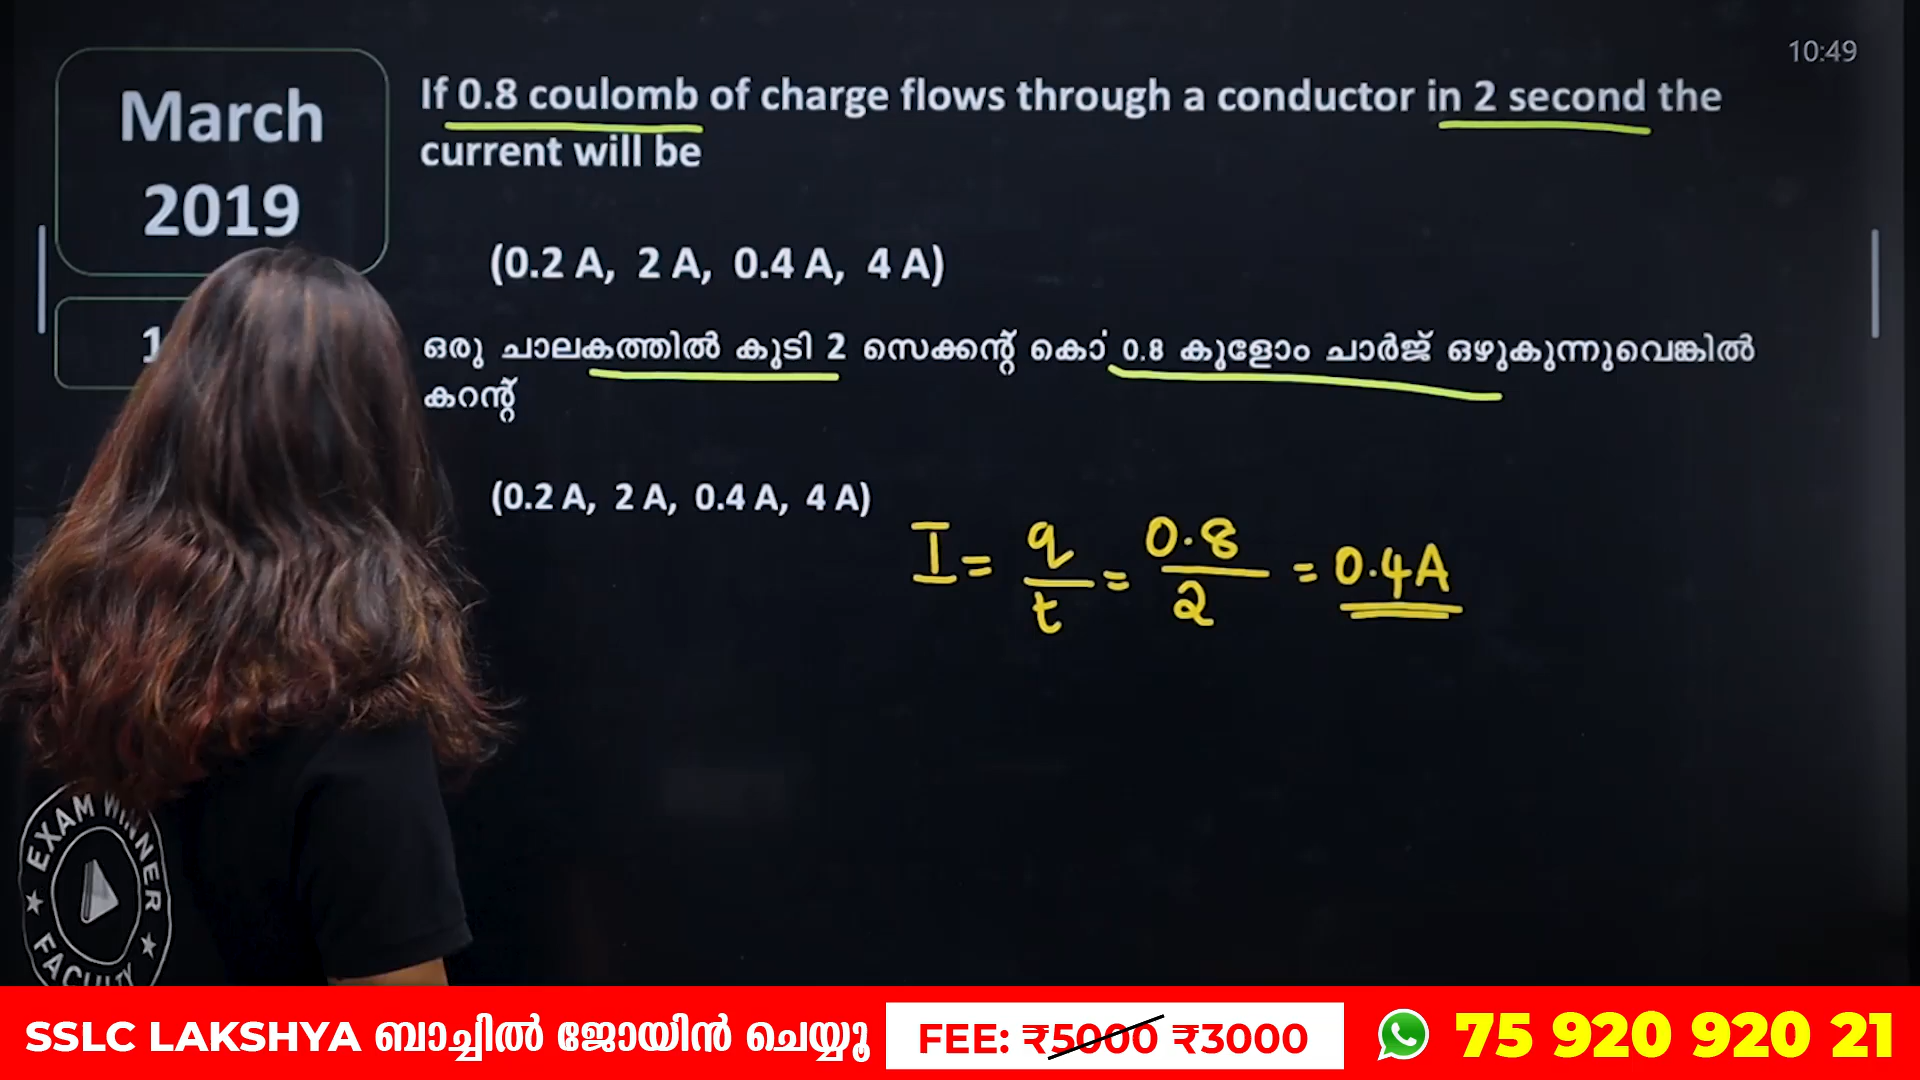 10:49
March
2019
If 0.8 coulomb of charge flows through a conductor in 2 second the
current will be
(0.2 A, 2 A, 0.4 A, 4 A)
1
ഒരു ചാലകത്തിൽ കൂടി 2 സെക്കന്റ് കൊ 0.8 കുളോം ചാർജ് ഒഴുകുന്നുവെങ്കിൽ
കറന്റ്
(0.2 A, 2 A, 0.4 A, 4 A)
I = q/t = 0.8/2 = 0.4A
EXAM WINNER
FACULTY
SSLC LAKSHYA ബാച്ചിൽ ജോയിൻ ചെയ്യൂ
FEE: ₹5000 ₹3000
75 920 920 21